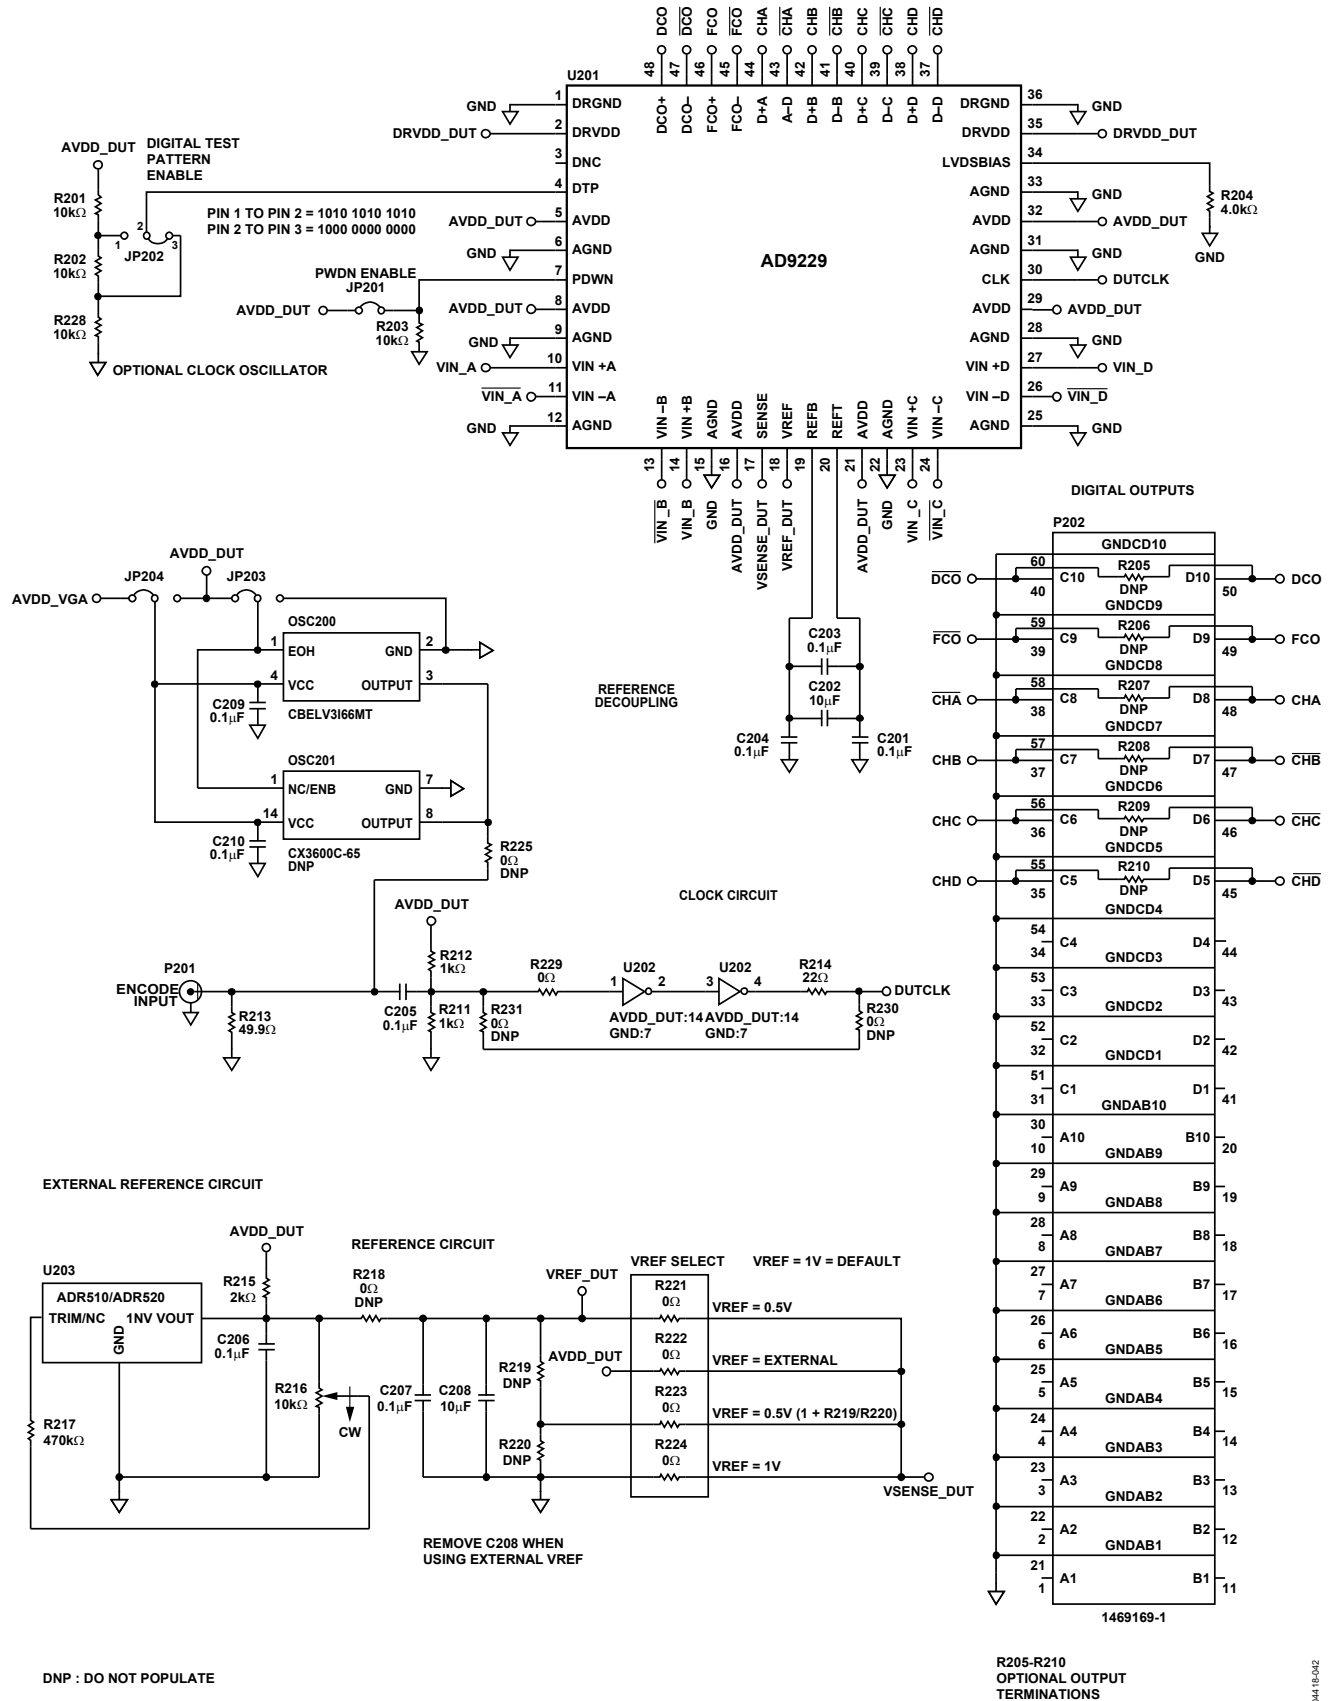 DCO
D̅C̅O̅
FCO
F̅C̅O̅
CHA
C̅H̅A̅
CHB
C̅H̅B̅
CHC
C̅H̅C̅
CHD
C̅H̅D̅
48 47 46 45 44 43 42 41 40 39 38 37
U201
DCO+ DCO– FCO+ FCO– D+A A–D D+B D–B D+C D–C D+D D–D
GND 1 DRGND
DRVDD_DUT 2 DRVDD
3 DNC
4 DTP
AVDD_DUT 5 AVDD
GND 6 AGND
7 PDWN
AVDD_DUT 8 AVDD
GND 9 AGND
VIN_A 10 VIN +A
V̅I̅N̅_̅A̅ 11 VIN –A
GND 12 AGND
AD9229
DRGND 36 GND
DRVDD 35 DRVDD_DUT
LVDSBIAS 34
AGND 33 GND
AVDD 32 AVDD_DUT
AGND 31 GND
CLK 30 DUTCLK
AVDD 29 AVDD_DUT
AGND 28 GND
VIN +D 27 VIN_D
VIN –D 26 V̅I̅N̅_̅D̅
AGND 25 GND
R204
4.0kΩ
GND
VIN –B VIN +B AGND AVDD SENSE VREF REFB REFT AVDD AGND VIN +C VIN –C
13 14 15 16 17 18 19 20 21 22 23 24
V̅I̅N̅_̅B̅ VIN_B GND AVDD_DUT VSENSE_DUT VREF_DUT AVDD_DUT GND VIN_C V̅I̅N̅_̅C̅
AVDD_DUT
DIGITAL TEST
PATTERN
ENABLE
R201
10kΩ
1 2 3
JP202
R202
10kΩ
R228
10kΩ
PIN 1 TO PIN 2 = 1010 1010 1010
PIN 2 TO PIN 3 = 1000 0000 0000
PWDN ENABLE
JP201
AVDD_DUT
R203
10kΩ
OPTIONAL CLOCK OSCILLATOR
AVDD_DUT
JP204 JP203
AVDD_VGA
OSC200
1 EOH GND 2
4 VCC OUTPUT 3
CBELV3I66MT
C209
0.1μF
OSC201
1 NC/ENB GND 7
14 VCC OUTPUT 8
CX3600C-65
DNP
C210
0.1μF
R225
0Ω
DNP
REFERENCE
DECOUPLING
C203
0.1μF
C202
10μF
C204
0.1μF
C201
0.1μF
CLOCK CIRCUIT
AVDD_DUT
R212
1kΩ
P201
ENCODE
INPUT
R213
49.9Ω
C205
0.1μF
R211
1kΩ
R231
0Ω
DNP
R229
0Ω
U202
1 2
AVDD_DUT:14
GND:7
U202
3 4
AVDD_DUT:14
GND:7
R214
22Ω
DUTCLK
R230
0Ω
DNP
EXTERNAL REFERENCE CIRCUIT
AVDD_DUT
REFERENCE CIRCUIT
U203
ADR510/ADR520
TRIM/NC 1NV VOUT
GND
R215
2kΩ
C206
0.1μF
R216
10kΩ
CW
R217
470kΩ
R218
0Ω
DNP
C207
0.1μF
C208
10μF
R219
DNP
R220
DNP
VREF_DUT
AVDD_DUT
VREF SELECT
VREF = 1V = DEFAULT
R221
0Ω
VREF = 0.5V
R222
0Ω
VREF = EXTERNAL
R223
0Ω
VREF = 0.5V (1 + R219/R220)
R224
0Ω
VREF = 1V
VSENSE_DUT
REMOVE C208 WHEN
USING EXTERNAL VREF
DNP : DO NOT POPULATE
DIGITAL OUTPUTS
P202
GNDCD10
60 R205
D̅C̅O̅ C10 D10 DCO
40 DNP 50
GNDCD9
59 R206
F̅C̅O̅ C9 D9 FCO
39 DNP 49
GNDCD8
58 R207
C̅H̅A̅ C8 D8 CHA
38 DNP 48
GNDCD7
57 R208
CHB C7 D7 C̅H̅B̅
37 DNP 47
GNDCD6
56 R209
CHC C6 D6 C̅H̅C̅
36 DNP 46
GNDCD5
55 R210
CHD C5 D5 C̅H̅D̅
35 DNP 45
GNDCD4
54
C4 D4
34 44
GNDCD3
53
C3 D3
33 43
GNDCD2
52
C2 D2
32 42
GNDCD1
51
C1 D1
31 41
GNDAB10
30
A10 B10
10 20
GNDAB9
29
A9 B9
9 19
GNDAB8
28
A8 B8
8 18
GNDAB7
27
A7 B7
7 17
GNDAB6
26
A6 B6
6 16
GNDAB5
25
A5 B5
5 15
GNDAB4
24
A4 B4
4 14
GNDAB3
23
A3 B3
3 13
GNDAB2
22
A2 B2
2 12
GNDAB1
21
A1 B1
1 11
1469169-1
R205-R210
OPTIONAL OUTPUT
TERMINATIONS